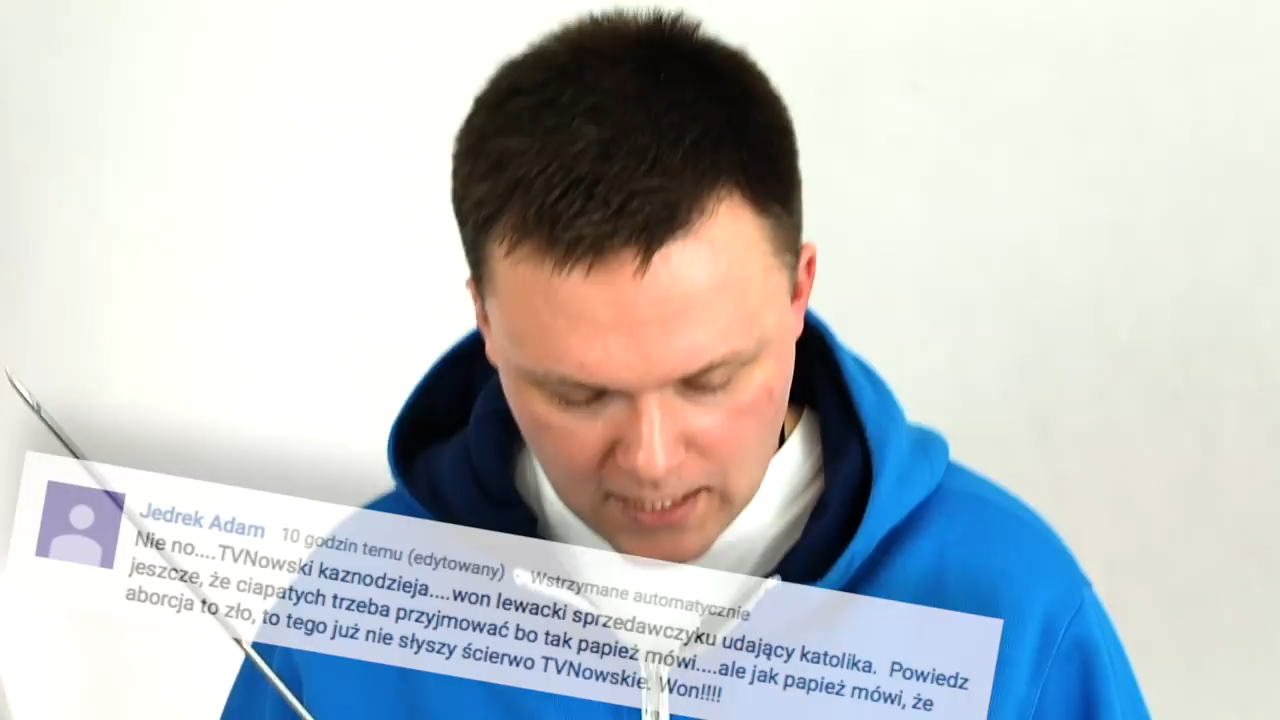 Jedrek Adam 10 godzin temu (edytowany) • Wstrzymane automatycznie
Nie no....TVNowski kaznodzieja....won lewacki sprzedawczyku udający katolika. Powiedz
jeszcze, że ciapatych trzeba przyjmować bo tak papież mówi....ale jak papież mówi, że
aborcja to zło, to tego już nie słyszy ścierwo TVNowskie. Won!!!!